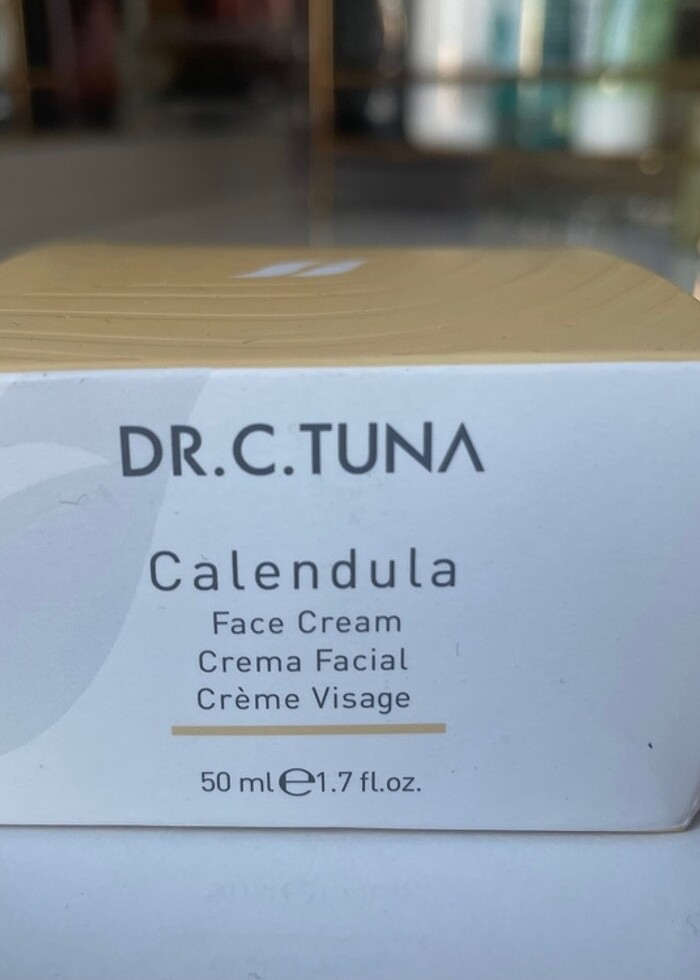 DR.C.TUNA
Calendula
Face Cream
Crema Facial
Crème Visage
50 ml ℮ 1.7 fl.oz.